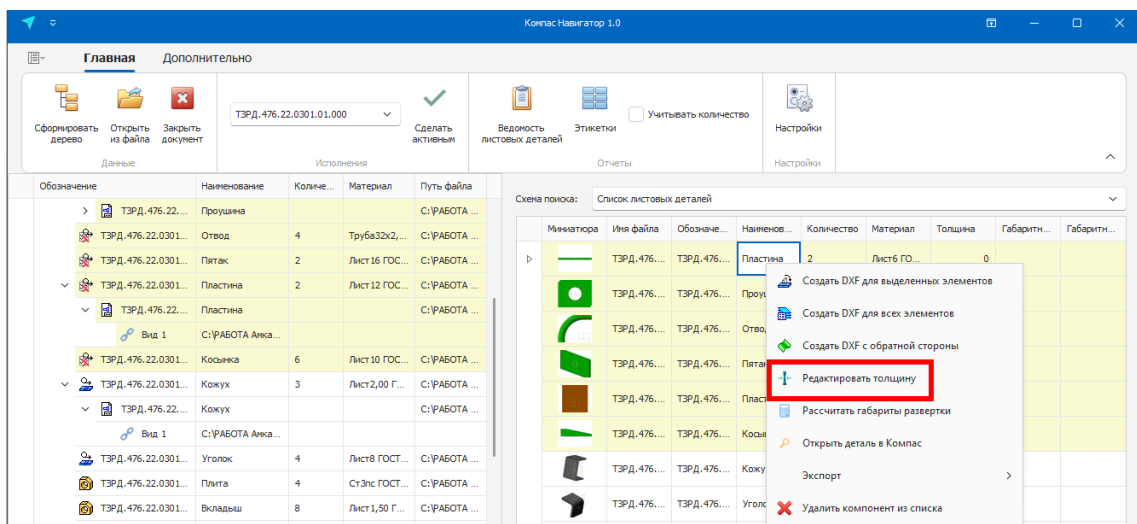 Компас Навигатор 1.0
Главная Дополнительно
Сформировать дерево
Открыть из файла
Закрыть документ
Данные
ТЗРД.476.22.0301.01.000
Сделать активным
Исполнения
Ведомость листовых деталей
Этикетки
Учитывать количество
Отчеты
Настройки
Настройки
Обозначение Наименование Количе... Материал Путь файла
ТЗРД.476.22.... Проушина C:\РАБОТА ...
ТЗРД.476.22.0301... Отвод 4 Труба32x2,... C:\РАБОТА ...
ТЗРД.476.22.0301... Пятак 2 Лист16 ГОС... C:\РАБОТА ...
ТЗРД.476.22.0301... Пластина 2 Лист12 ГОС... C:\РАБОТА ...
ТЗРД.476.22.... Пластина C:\РАБОТА ...
Вид 1 C:\РАБОТА Амка...
ТЗРД.476.22.0301... Косынка 6 Лист10 ГОС... C:\РАБОТА ...
ТЗРД.476.22.0301... Кожух 3 Лист2,00 Г... C:\РАБОТА ...
ТЗРД.476.22.... Кожух C:\РАБОТА ...
Вид 1 C:\РАБОТА Амка...
ТЗРД.476.22.0301... Уголок 4 Лист8 ГОСТ... C:\РАБОТА ...
ТЗРД.476.22.0301... Плита 4 Ст3пс ГОСТ... C:\РАБОТА ...
ТЗРД.476.22.0301... Вкладыш 8 Лист1,50 Г... C:\РАБОТА ...
Схема поиска: Список листовых деталей
Миниатюра Имя файла Обозначе... Наименов... Количество Материал Толщина Габаритн... Габаритн...
ТЗРД.476.... ТЗРД.476.... Пластина 2 Лист6 ГО... 0
ТЗРД.476.... ТЗРД.476.... Проу
ТЗРД.476.... ТЗРД.476.... Отво
ТЗРД.476.... ТЗРД.476.... Пятак
ТЗРД.476.... ТЗРД.476.... Пласт
ТЗРД.476.... ТЗРД.476.... Косы
ТЗРД.476.... ТЗРД.476.... Кожу
ТЗРД.476.... ТЗРД.476.... Уголо
Создать DXF для выделенных элементов
Создать DXF для всех элементов
Создать DXF с обратной стороны
Редактировать толщину
Рассчитать габариты развертки
Открыть деталь в Компас
Экспорт
Удалить компонент из списка